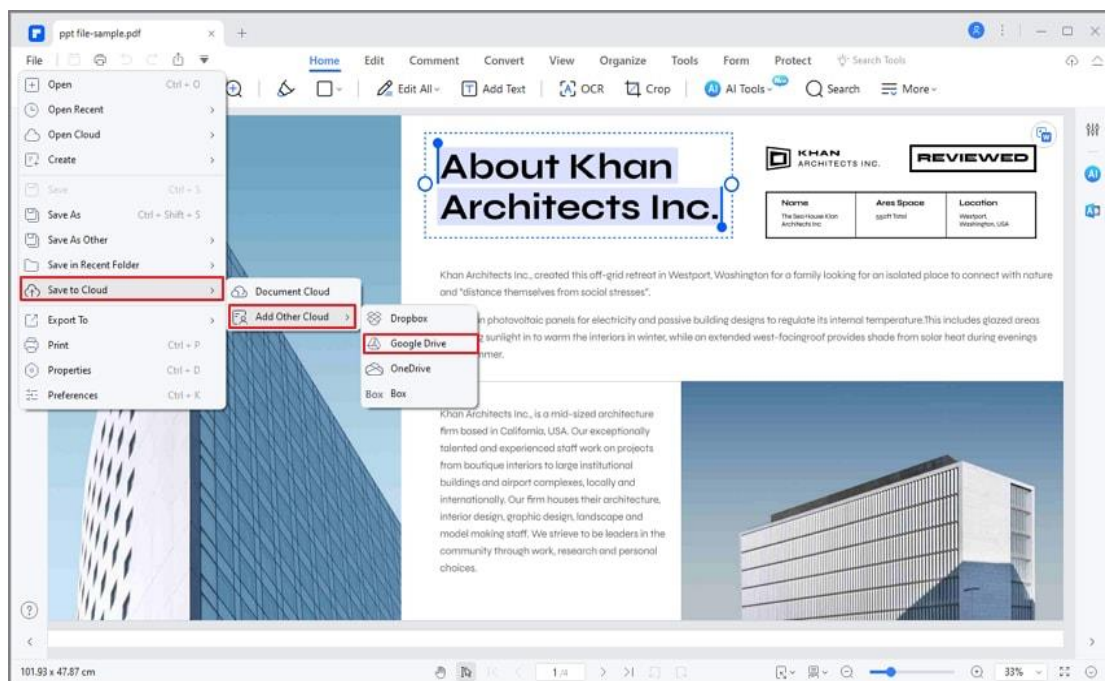 ppt file-sample.pdf
File
Home Edit Comment Convert View Organize Tools Form Protect Search Tools
Edit All Add Text OCR Crop AI Tools Search More
Open Ctrl + O
Open Recent
Open Cloud
Create
Save Ctrl + S
Save As Ctrl + Shift + S
Save As Other
Save in Recent Folder
Save to Cloud
Export To
Print Ctrl + P
Properties Ctrl + D
Preferences Ctrl + K
Document Cloud
Add Other Cloud
Dropbox
Google Drive
OneDrive
Box Box
About Khan
Architects Inc.
KHAN
ARCHITECTS INC.
REVIEWED
Name Ares Space Location
The Sea House Klan
Architects Inc
550ft Total
Westport,
Washington, USA
Khan Architects Inc., created this off-grid retreat in Westport, Washington for a family looking for an isolated place to connect with nature
and "distance themselves from social stresses".
n photovoltaic panels for electricity and passive building designs to regulate its internal temperature.This includes glazed areas
sunlight in to warm the interiors in winter, while an extended west-facingroof provides shade from solar heat during evenings
mmer.
Khan Architects Inc., is a mid-sized architecture
firm based in California, USA. Our exceptionally
talented and experienced staff work on projects
from boutique interiors to large institutional
buildings and airport complexes, locally and
internationally. Our firm houses their architecture,
interior design, graphic design, landscape and
model making staff. We strieve to be leaders in the
community through work, research and personal
choices.
101.93 x 47.87 cm
1 /4
33%